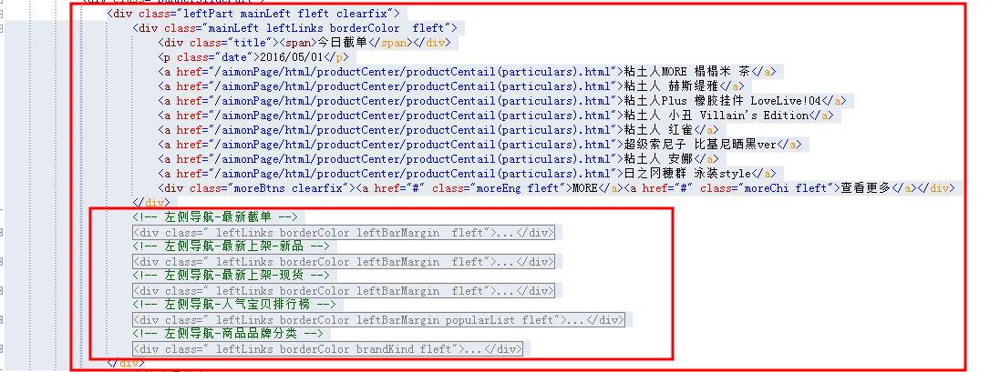 <div class="leftPart mainLeft fleft clearfix">
<div class="mainLeft leftLinks borderColor  fleft">
<div class="title"><span>今日截单</span></div>
<p class="date">2016/05/01</p>
<a href="/aimonPage/html/productCenter/productCentail(particulars).html">粘土人MORE 榻榻米 茶</a>
<a href="/aimonPage/html/productCenter/productCentail(particulars).html">粘土人 赫斯缇雅</a>
<a href="/aimonPage/html/productCenter/productCentail(particulars).html">粘土人Plus 橡胶挂件 LoveLive!04</a>
<a href="/aimonPage/html/productCenter/productCentail(particulars).html">粘土人 小丑 Villain's Edition</a>
<a href="/aimonPage/html/productCenter/productCentail(particulars).html">粘土人 红雀</a>
<a href="/aimonPage/html/productCenter/productCentail(particulars).html">超级索尼子 比基尼晒黑ver</a>
<a href="/aimonPage/html/productCenter/productCentail(particulars).html">粘土人 安娜</a>
<a href="/aimonPage/html/productCenter/productCentail(particulars).html">日之冈穗群 泳装style</a>
<div class="moreBtns clearfix"><a href="#" class="moreEng fleft">MORE</a><a href="#" class="moreChi fleft">查看更多</a></div>
</div>
<!-- 左侧导航-最新截单 -->
<div class=" leftLinks borderColor leftBarMargin  fleft">...</div>
<!-- 左侧导航-最新上架-新品 -->
<div class=" leftLinks borderColor leftBarMargin  fleft">...</div>
<!-- 左侧导航-最新上架-现货 -->
<div class=" leftLinks borderColor leftBarMargin  fleft">...</div>
<!-- 左侧导航-人气宝贝排行榜 -->
<div class=" leftLinks borderColor leftBarMargin popularList fleft">...</div>
<!-- 左侧导航-商品品牌分类 -->
<div class=" leftLinks borderColor brandKind fleft">...</div>
</div>